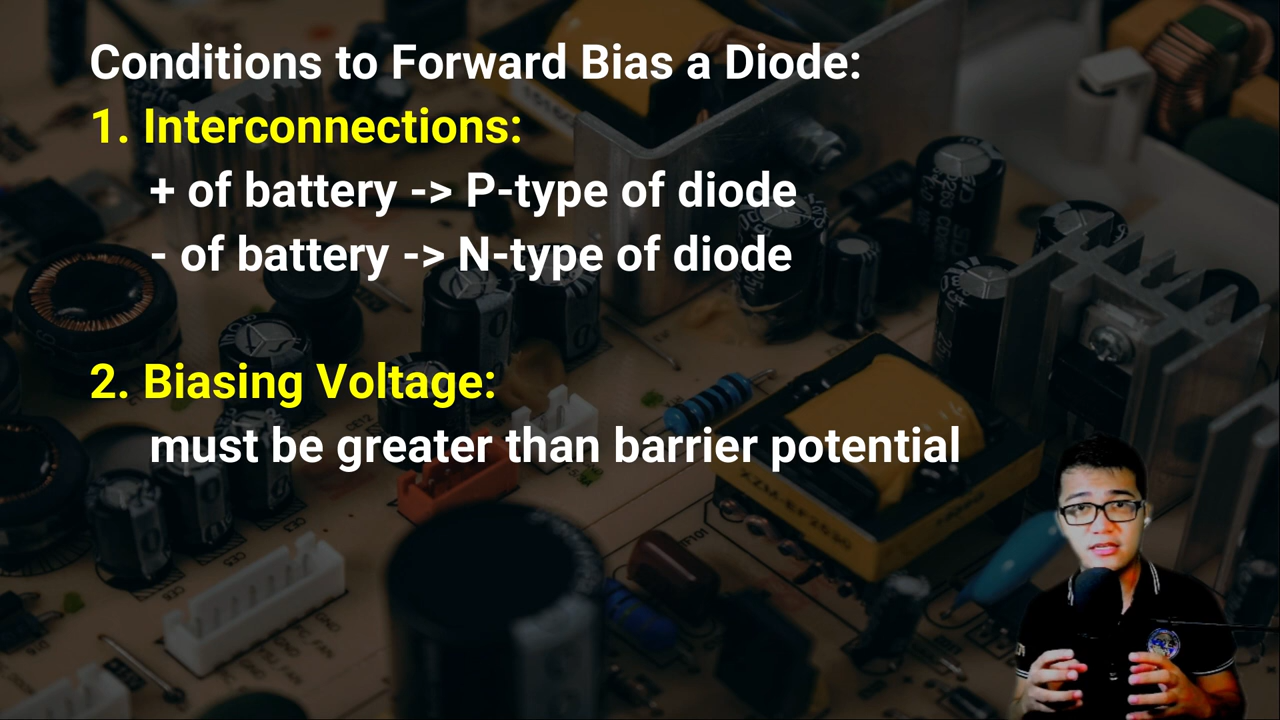 Conditions to Forward Bias a Diode:
1. Interconnections:
+ of battery -> P-type of diode
- of battery -> N-type of diode
2. Biasing Voltage:
must be greater than barrier potential